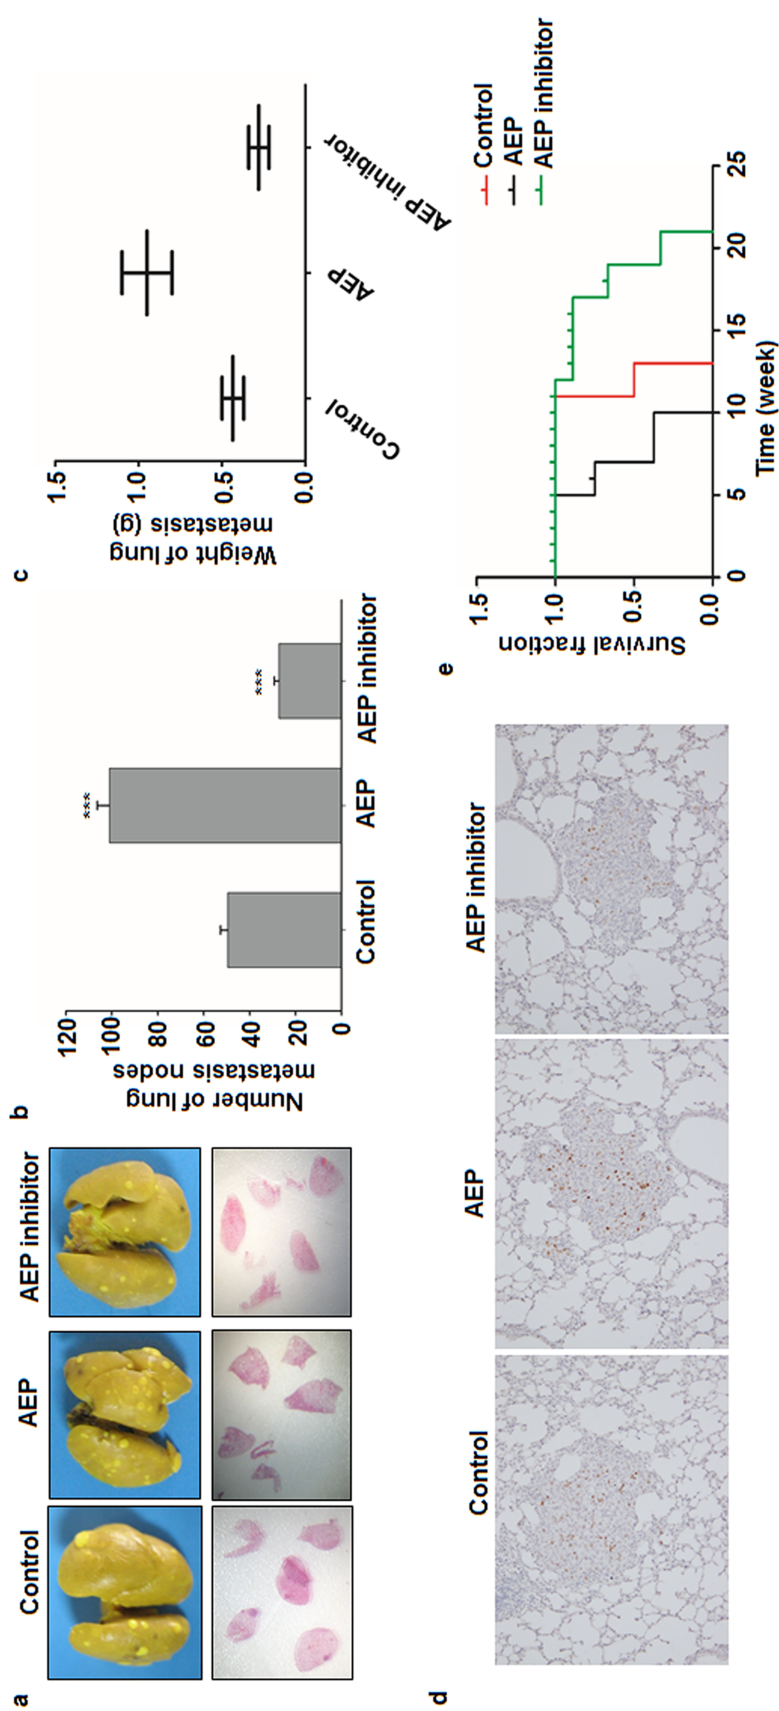 a
Control
AEP
AEP inhibitor
b
120
100
80
60
40
20
0
Number of lung
metastasis nodes
***
***
Control
AEP
AEP inhibitor
c
1.5
1.0
0.5
0.0
Weight of lung
metastasis (g)
Control
AEP
AEP inhibitor
d
Control
AEP
AEP inhibitor
e
1.5
1.0
0.5
0.0
Survival fraction
0
5
10
15
20
25
Time (week)
Control
AEP
AEP inhibitor